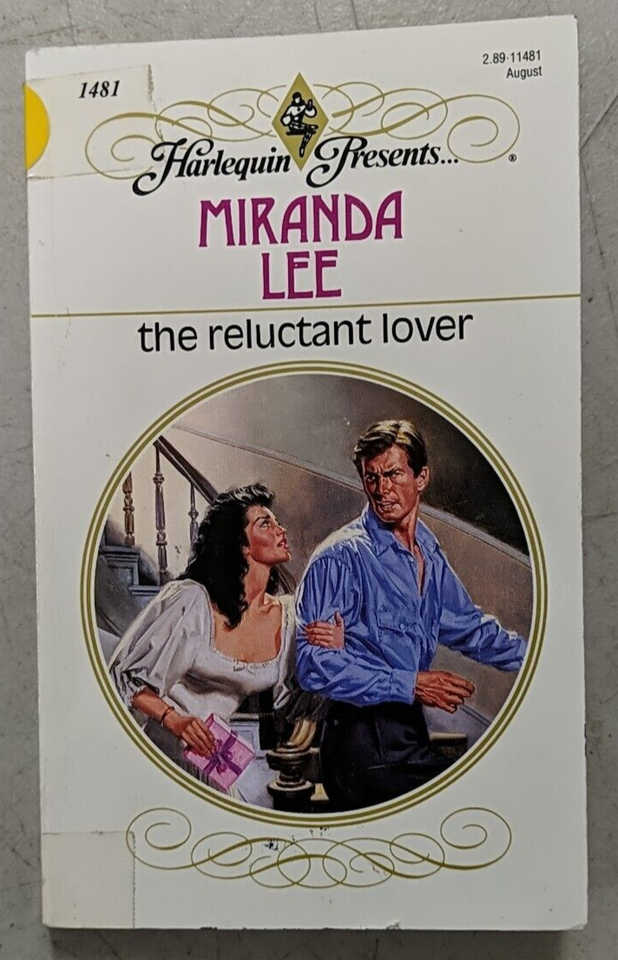 1481
2.89-11481
August
Harlequin Presents...®
MIRANDA
LEE
the reluctant lover